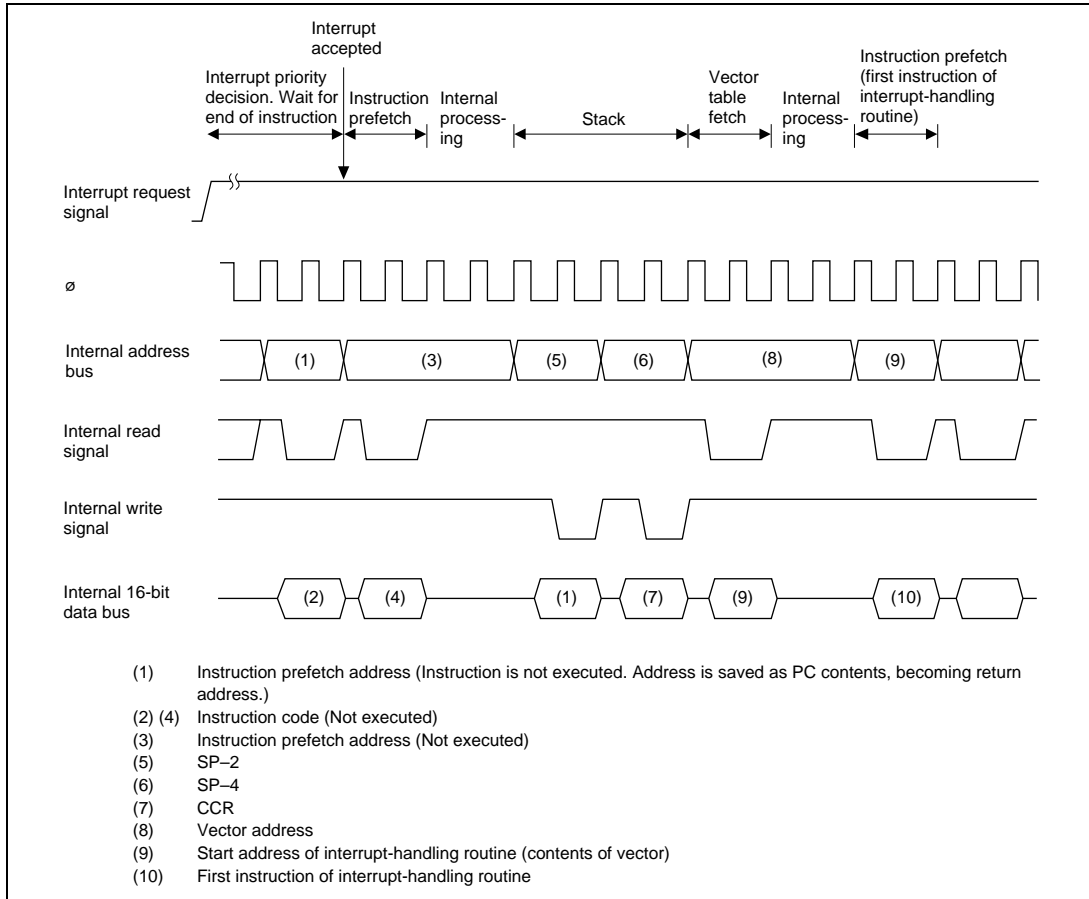 Interrupt
accepted
Interrupt priority
decision. Wait for
end of instruction
Instruction
prefetch
Internal
process-
ing
Stack
Vector
table
fetch
Internal
process-
ing
Instruction prefetch
(first instruction of
interrupt-handling
routine)
Interrupt request
signal
ø
Internal address
bus
(1)
(3)
(5)
(6)
(8)
(9)
Internal read
signal
Internal write
signal
Internal 16-bit
data bus
(2)
(4)
(1)
(7)
(9)
(10)
(1) Instruction prefetch address (Instruction is not executed. Address is saved as PC contents, becoming return
address.)
(2) (4) Instruction code (Not executed)
(3) Instruction prefetch address (Not executed)
(5) SP–2
(6) SP–4
(7) CCR
(8) Vector address
(9) Start address of interrupt-handling routine (contents of vector)
(10) First instruction of interrupt-handling routine